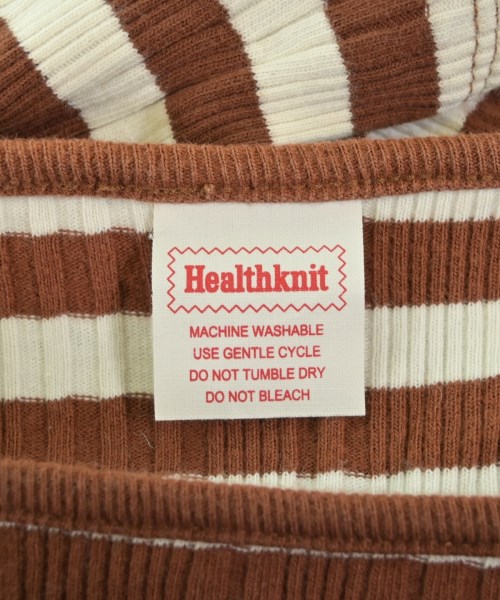 Healthknit
MACHINE WASHABLE
USE GENTLE CYCLE
DO NOT TUMBLE DRY
DO NOT BLEACH